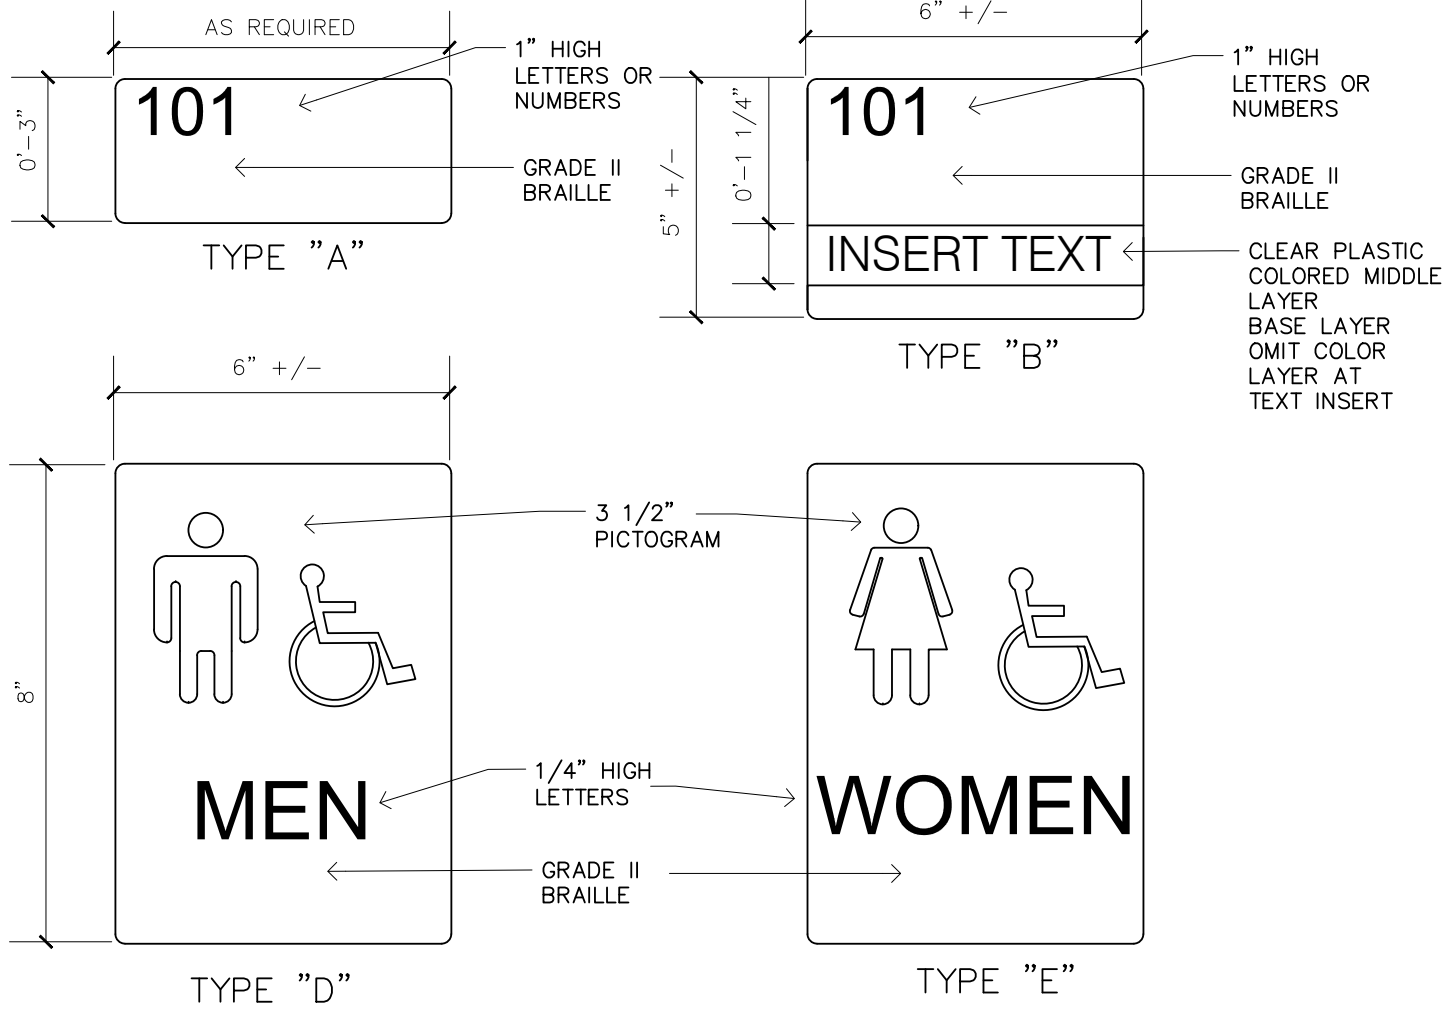 AS REQUIRED
0'-3"
101
1” HIGH
LETTERS OR
NUMBERS
GRADE II
BRAILLE
TYPE ”A”
6” +/-
5” +/-
0'-1 1/4”
101
1” HIGH
LETTERS OR
NUMBERS
GRADE II
BRAILLE
INSERT TEXT
CLEAR PLASTIC
COLORED MIDDLE
LAYER
BASE LAYER
OMIT COLOR
LAYER AT
TEXT INSERT
TYPE ”B”
6” +/-
8”
3 1/2”
PICTOGRAM
MEN
1/4” HIGH
LETTERS
WOMEN
GRADE II
BRAILLE
TYPE ”D”
TYPE ”E”